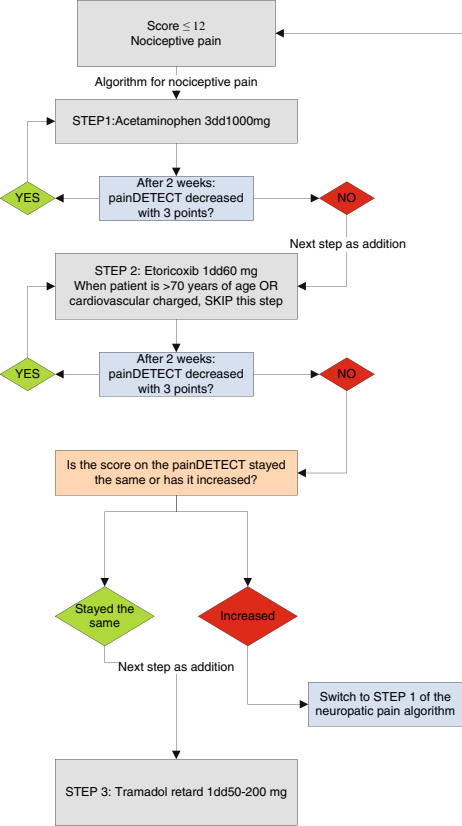 Score ≤ 12
Nociceptive pain
Algorithm for nociceptive pain
STEP1:Acetaminophen 3dd1000mg
After 2 weeks:
painDETECT decreased
with 3 points?
YES
NO
Next step as addition
STEP 2: Etoricoxib 1dd60 mg
When patient is >70 years of age OR
cardiovascular charged, SKIP this step
After 2 weeks:
painDETECT decreased
with 3 points?
YES
NO
Is the score on the painDETECT stayed
the same or has it increased?
Stayed the
same
Increased
Next step as addition
Switch to STEP 1 of the
neuropatic pain algorithm
STEP 3: Tramadol retard 1dd50-200 mg